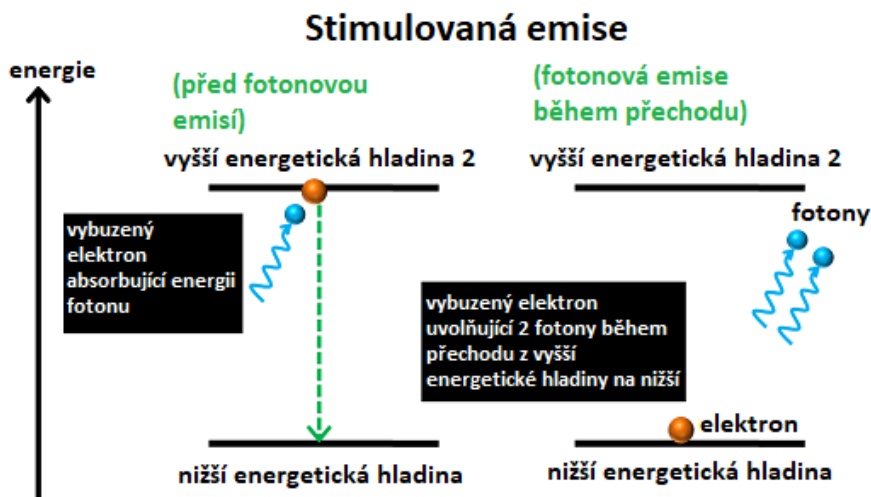 Stimulovaná emise
energie
(před fotonovou
emisí)
(fotonová emise
během přechodu)
vyšší energetická hladina 2
vyšší energetická hladina 2
fotony
vybuzený
elektron
absorbující energii
fotonu
vybuzený elektron
uvolňující 2 fotony během
přechodu z vyšší
energetické hladiny na nižší
elektron
nižší energetická hladina
nižší energetická hladina